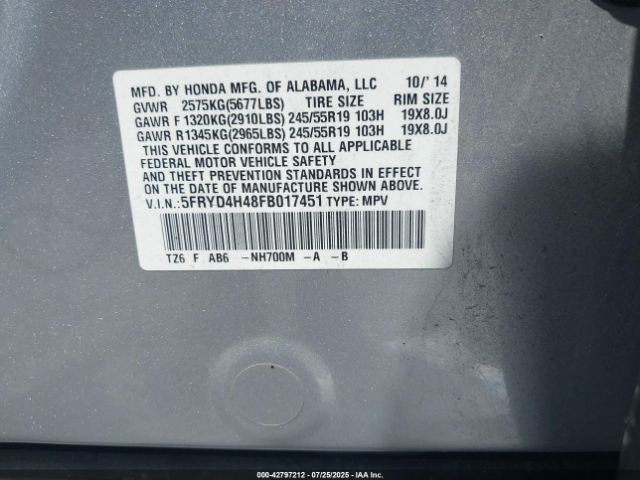 MFD. BY HONDA MFG. OF ALABAMA, LLC 10/'14
GVWR 2575KG(5677LBS) TIRE SIZE RIM SIZE
GAWR F 1320KG(2910LBS) 245/55R19 103H 19X8.0J
GAWR R1345KG(2965LBS) 245/55R19 103H 19X8.0J
THIS VEHICLE CONFORMS TO ALL APPLICABLE
FEDERAL MOTOR VEHICLE SAFETY
AND THEFT PREVENTION STANDARDS IN EFFECT
ON THE DATE OF MANUFACTURE SHOWN ABOVE.
V.I.N.:5FRYD4H48FB017451 TYPE: MPV
TZ6 F AB6 -NH700M -A -B
000-42797212 - 07/25/2025 - IAAI.COM